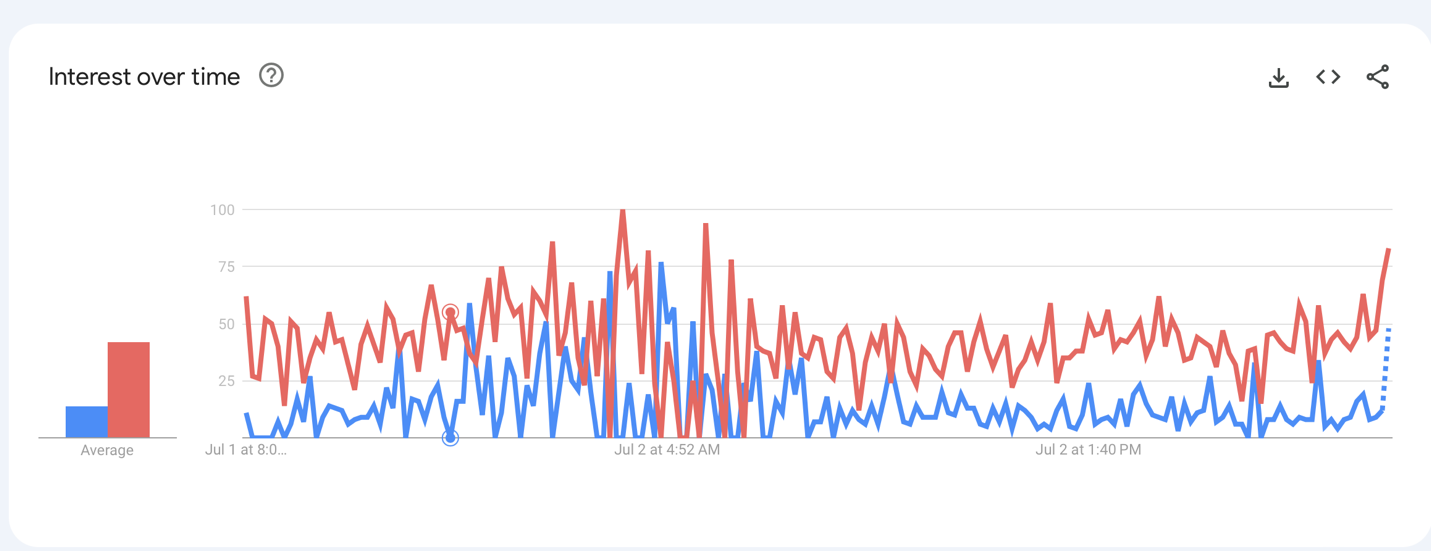 Interest over time
100
75
50
25
Average
Jul 1 at 8:0...
Jul 2 at 4:52 AM
Jul 2 at 1:40 PM